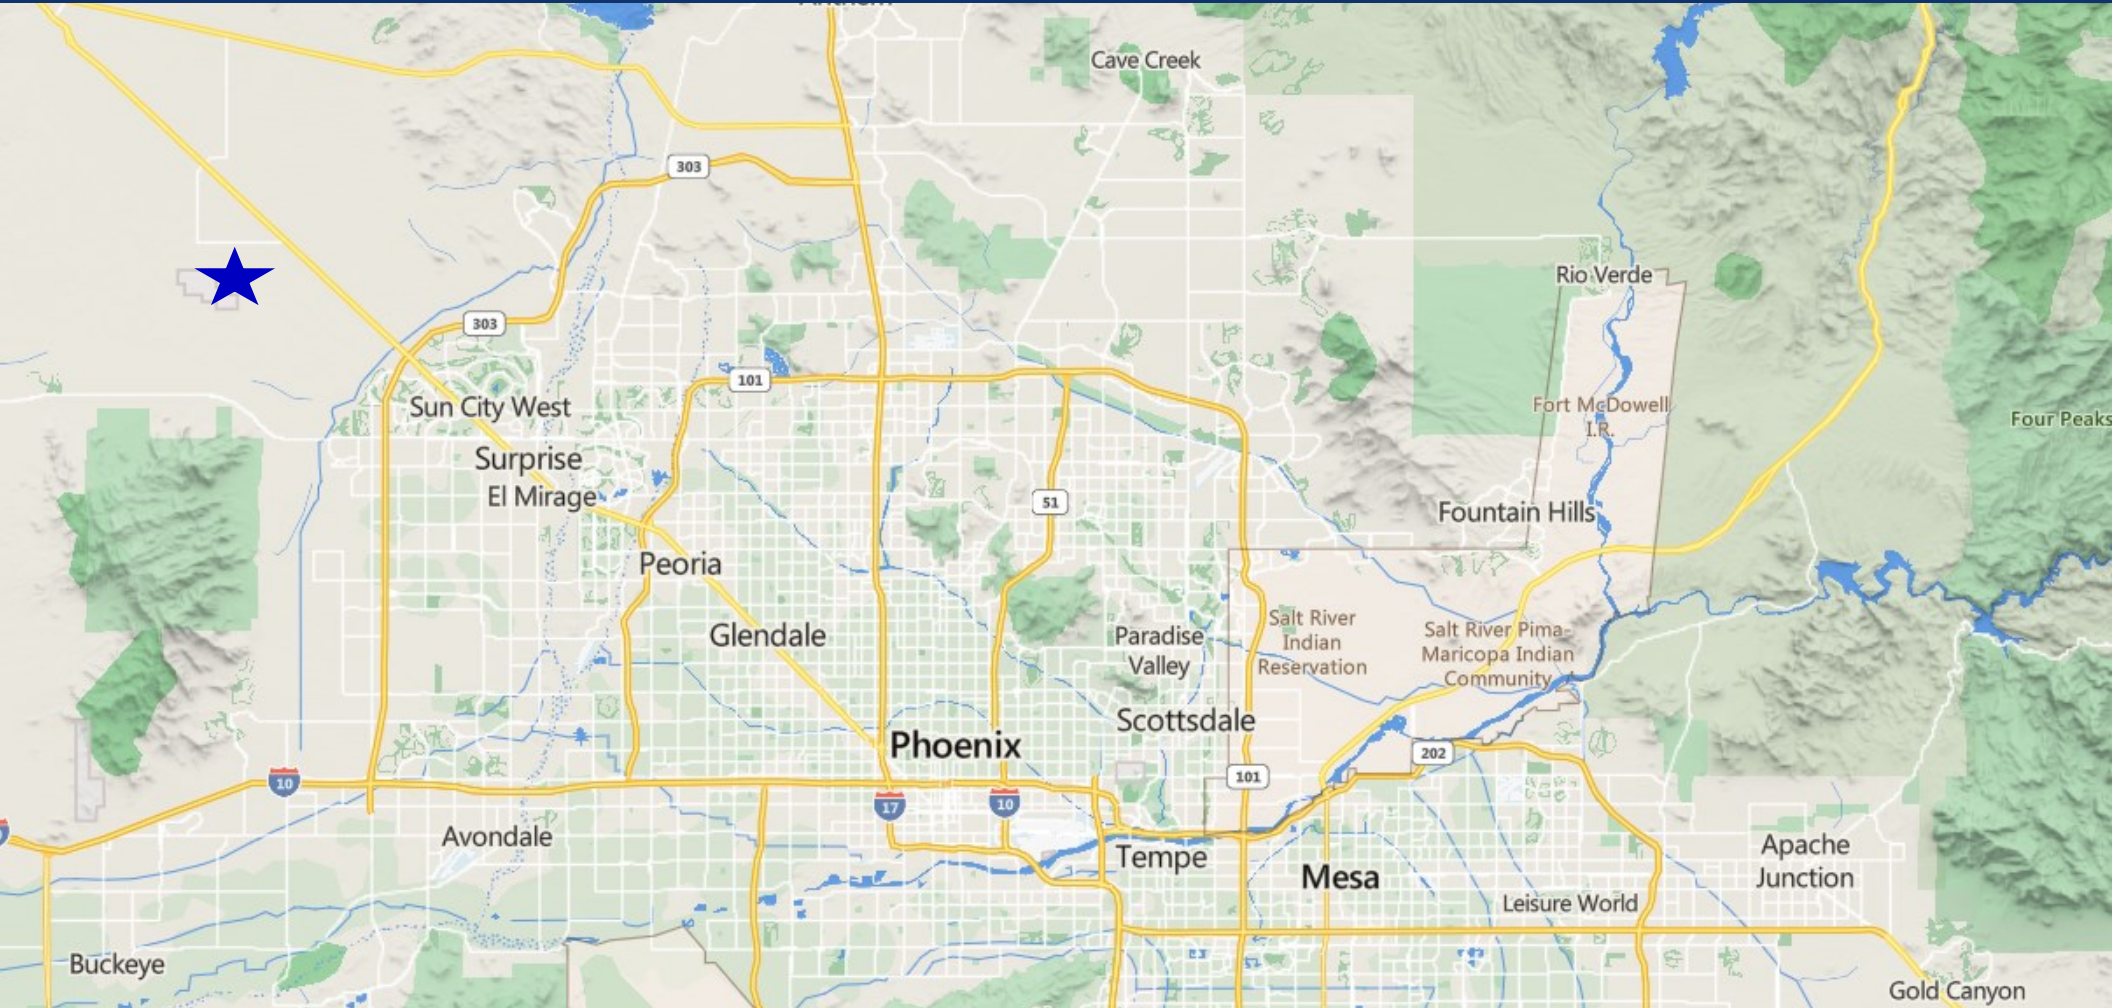 Anthem
Cave Creek
303
Rio Verde
303
101
Sun City West
Fort McDowell
I.R.
Four Peaks
Surprise
El Mirage
51
Fountain Hills
Peoria
Glendale
Paradise
Valley
Salt River
Indian
Reservation
Salt River Pima-
Maricopa Indian
Community
Scottsdale
Phoenix
202
10
101
17
10
Avondale
Tempe
Mesa
Apache
Junction
Leisure World
Buckeye
Gold Canyon